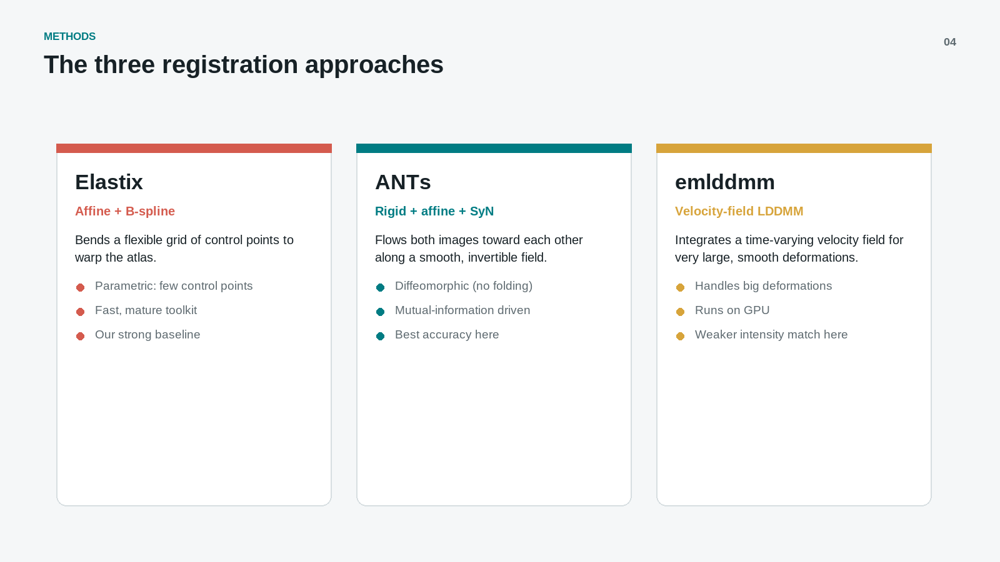 METHODS
04
The three registration approaches
Elastix
Affine + B-spline
Bends a flexible grid of control points to
warp the atlas.
Parametric: few control points
Fast, mature toolkit
Our strong baseline
ANTs
Rigid + affine + SyN
Flows both images toward each other
along a smooth, invertible field.
Diffeomorphic (no folding)
Mutual-information driven
Best accuracy here
emlddmm
Velocity-field LDDMM
Integrates a time-varying velocity field for
very large, smooth deformations.
Handles big deformations
Runs on GPU
Weaker intensity match here